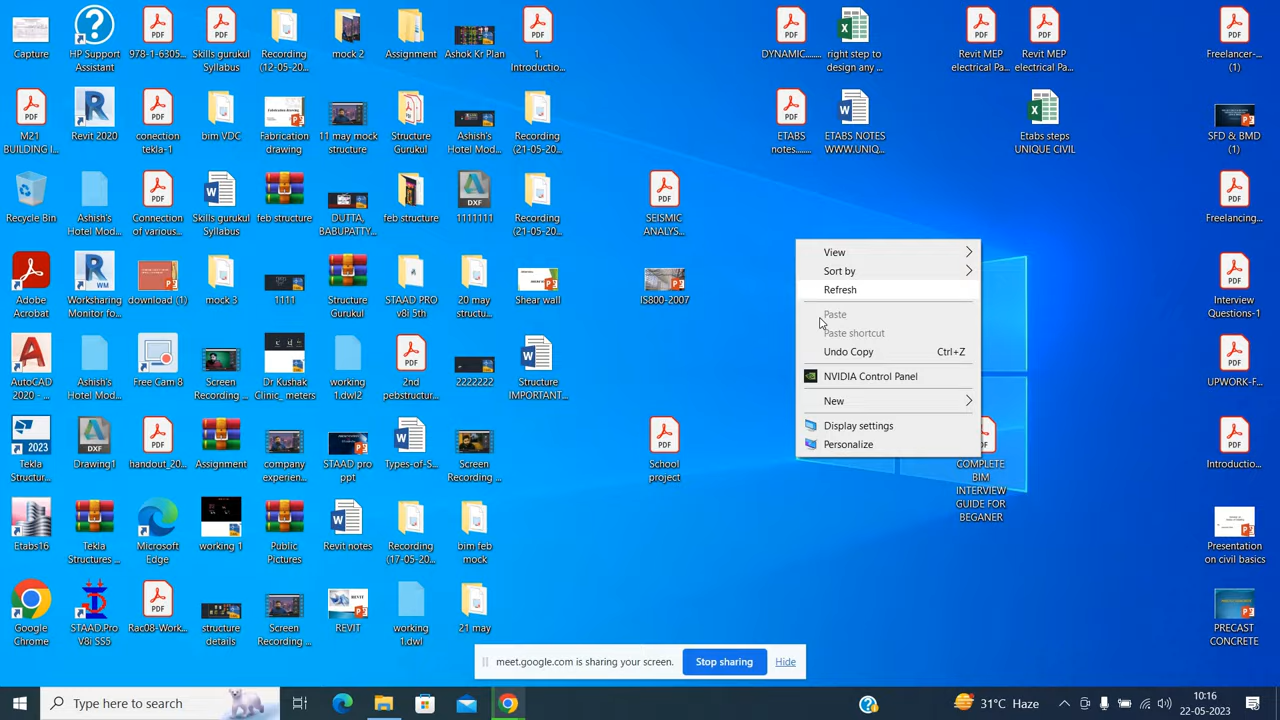 Capture
HP Support
Assistant
978-1-6305...
Skills gurukul
Syllabus
Recording
(12-05-20...
mock 2
Assignment
Ashok Kr Plan
1.
Introductio...
DYNAMIC........
right step to
design any ...
Revit MEP
electrical Pa...
Revit MEP
electrical Pa...
Freelancer-...
(1)
M21
BUILDING I...
Revit 2020
conection
tekla-1
bim VDC
Fabrication
drawing
11 may mock
structure
Structure
Gurukul
Ashish's
Hotel Mod...
Recording
(21-05-20...
ETABS
notes........
ETABS NOTES
WWW.UNIQ...
Etabs steps
UNIQUE CIVIL
SFD & BMD
(1)
Recycle Bin
Ashish's
Hotel Mod...
Connection
of various...
Skills gurukul
Syllabus
feb structure
DUTTA,
BABUPATTY...
feb structure
1111111
Recording
(21-05-20...
SEISMIC
ANALYS...
Freelancing...
Adobe
Acrobat
Worksharing
Monitor fo...
download (1)
mock 3
1111
Structure
Gurukul
STAAD PRO
v8i 5th
20 may
structu...
Shear wall
IS800-2007
Interview
Questions-1
AutoCAD
2020 - ...
Ashish's
Hotel Mod...
Free Cam 8
Screen
Recording ...
Dr Kushak
Clinic_ meters
working
1.dwl2
2nd
pebstructur...
2222222
Structure
IMPORTANT...
UPWORK-F...
Tekla
Structur...
Drawing1
handout_20...
Assignment
company
experien...
STAAD pro
ppt
Types-of-S...
Screen
Recording ...
School
project
COMPLETE
BIM
INTERVIEW
GUIDE FOR
BEGANER
Introductio...
Etabs16
Tekla
Structures ...
Microsoft
Edge
working 1
Public
Pictures
Revit notes
Recording
(17-05-20...
bim feb
mock
Presentation
on civil basics
Google
Chrome
STAAD.Pro
V8i SS5
Rac08-Work...
structure
details
Screen
Recording ...
REVIT
working
1.dwl
21 may
PRECAST
CONCRETE
View
Sort by
Refresh
Paste
Paste shortcut
Undo Copy Ctrl+Z
NVIDIA Control Panel
New
Display settings
Personalize
meet.google.com is sharing your screen. Stop sharing Hide
Type here to search
31°C Haze
10:16
22-05-2023